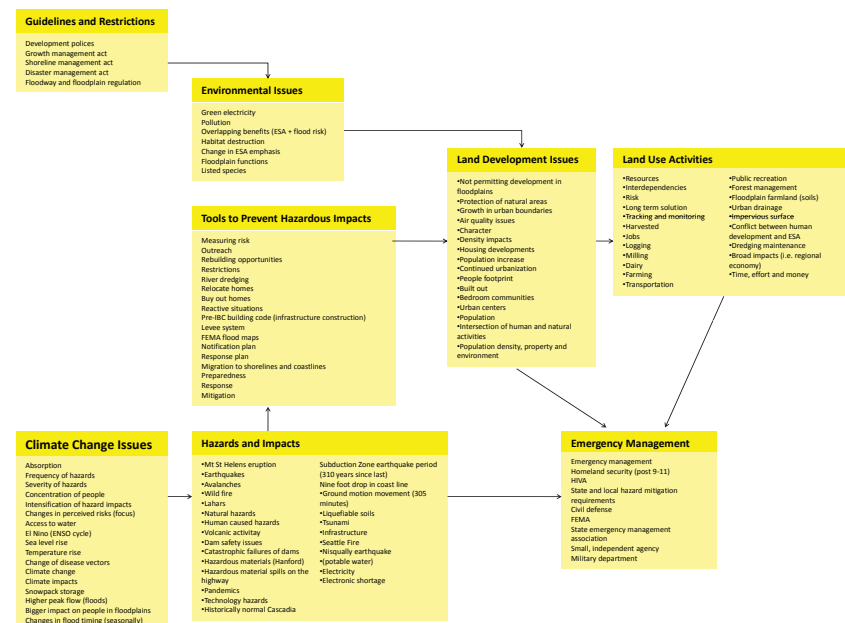 Guidelines and Restrictions
Development polices
Growth management act
Shoreline management act
Disaster management act
Floodway and floodplain regulation
Environmental Issues
Green electricity
Pollution
Overlapping benefits (ESA + flood risk)
Habitat destruction
Change in ESA emphasis
Floodplain functions
Listed species
Tools to Prevent Hazardous Impacts
Measuring risk
Outreach
Rebuilding opportunities
Restrictions
River dredging
Relocate homes
Buy out homes
Reactive situations
Pre-IBC building code (infrastructure construction)
Levee system
FEMA flood maps
Notification plan
Response plan
Migration to shorelines and coastlines
Preparedness
Response
Mitigation
Land Development Issues
•Not permitting development in
floodplains
•Protection of natural areas
•Growth in urban boundaries
•Air quality issues
•Character
•Density impacts
•Housing developments
•Population increase
•Continued urbanization
•People footprint
•Built out
•Bedroom communities
•Urban centers
•Population
•Intersection of human and natural
activities
•Population density, property and
environment
Land Use Activities
•Resources
•Interdependencies
•Risk
•Long term solution
•Tracking and monitoring
•Harvested
•Jobs
•Logging
•Milling
•Dairy
•Farming
•Transportation
•Public recreation
•Forest management
•Floodplain farmland (soils)
•Urban drainage
•Impervious surface
•Conflict between human
development and ESA
•Dredging maintenance
•Broad impacts (i.e. regional
economy)
•Time, effort and money
Climate Change Issues
Absorption
Frequency of hazards
Severity of hazards
Concentration of people
Intensification of hazard impacts
Changes in perceived risks (focus)
Access to water
El Nino (ENSO cycle)
Sea level rise
Temperature rise
Change of disease vectors
Climate change
Climate impacts
Snowpack storage
Higher peak flow (floods)
Bigger impact on people in floodplains
Changes in flood timing (seasonally)
Hazards and Impacts
•Mt St Helens eruption
•Earthquakes
•Avalanches
•Wild fire
•Lahars
•Natural hazards
•Human caused hazards
•Volcanic activitay
•Dam safety issues
•Catastrophic failures of dams
•Hazardous materials (Hanford)
•Hazardous material spills on the
highway
•Pandemics
•Technology hazards
•Historically normal Cascadia
Subduction Zone earthquake period
(310 years since last)
Nine foot drop in coast line
•Ground motion movement (305
minutes)
•Liquefiable soils
•Tsunami
•Infrastructure
•Seattle Fire
•Nisqually earthquake
•(potable water)
•Electricity
•Electronic shortage
Emergency Management
Emergency management
Homeland security (post 9-11)
HIVA
State and local hazard mitigation
requirements
Civil defense
FEMA
State emergency management
association
Small, independent agency
Military department